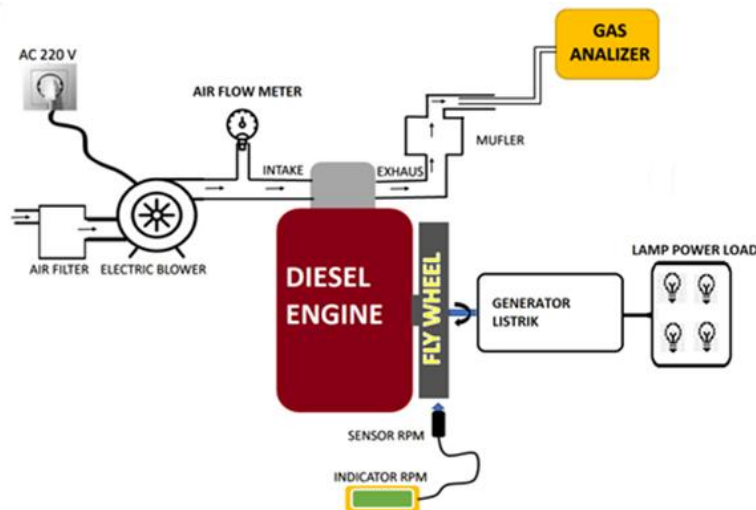 GAS
ANALIZER
AC 220 V
AIR FLOW METER
MUFLER
INTAKE
EXHAUS
AIR FILTER
ELECTRIC BLOWER
DIESEL
ENGINE
FLY WHEEL
GENERATOR
LISTRIK
LAMP POWER LOAD
SENSOR RPM
INDICATOR RPM